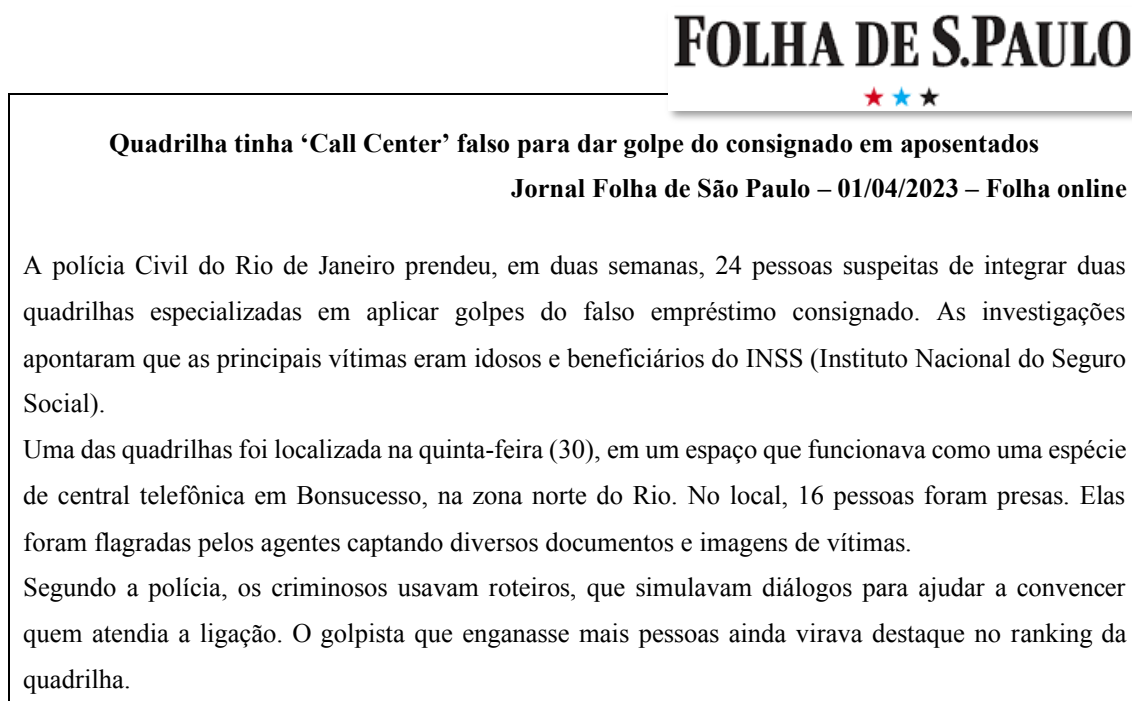 FOLHA DE S.PAULO
Quadrilha tinha ‘Call Center’ falso para dar golpe do consignado em aposentados
Jornal Folha de São Paulo – 01/04/2023 – Folha online
A polícia Civil do Rio de Janeiro prendeu, em duas semanas, 24 pessoas suspeitas de integrar duas
quadrilhas especializadas em aplicar golpes do falso empréstimo consignado. As investigações
apontaram que as principais vítimas eram idosos e beneficiários do INSS (Instituto Nacional do Seguro
Social).
Uma das quadrilhas foi localizada na quinta-feira (30), em um espaço que funcionava como uma espécie
de central telefônica em Bonsucesso, na zona norte do Rio. No local, 16 pessoas foram presas. Elas
foram flagradas pelos agentes captando diversos documentos e imagens de vítimas.
Segundo a polícia, os criminosos usavam roteiros, que simulavam diálogos para ajudar a convencer
quem atendia a ligação. O golpista que enganasse mais pessoas ainda virava destaque no ranking da
quadrilha.